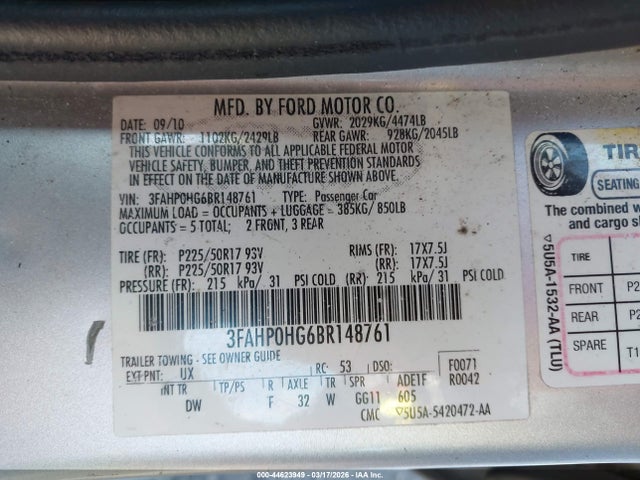 MFD. BY FORD MOTOR CO.
DATE: 09/10 GVWR: 2029KG/4474LB
FRONT GAWR: 1102KG/2429LB REAR GAWR: 928KG/2045LB
THIS VEHICLE CONFORMS TO ALL APPLICABLE FEDERAL MOTOR
VEHICLE SAFETY, BUMPER, AND THEFT PREVENTION STANDARDS
IN EFFECT ON THE DATE OF MANUFACTURE SHOWN ABOVE.
VIN: 3FAHP0HG6BR148761 TYPE: Passenger Car
MAXIMUM LOAD = OCCUPANTS + LUGGAGE = 385KG/ 850LB
OCCUPANTS = 5 TOTAL; 2 FRONT, 3 REAR
TIRE (FR): P225/50R17 93V RIMS (FR): 17X7.5J
(RR): P225/50R17 93V (RR): 17X7.5J
PRESSURE (FR): 215 kPa/ 31 PSI COLD (RR): 215 kPa/ 31 PSI COLD
3FAHP0HG6BR148761
TRAILER TOWING - SEE OWNER GUIDE
EXT PNT: UX RC: 53 DSO: F0071
R0042
INT TR TP/PS R AXLE TR SPR ADE1F
DW F 32 W GG11 605
CMC ▽5U5A-5420472-AA
TIR
SEATING
The combined w
and cargo sh
TIRE
FRONT P2
REAR P2
SPARE T1
▽5U5A-1532-AA (TLU)
000-44623949 - 03/17/2026 - IAA Inc.